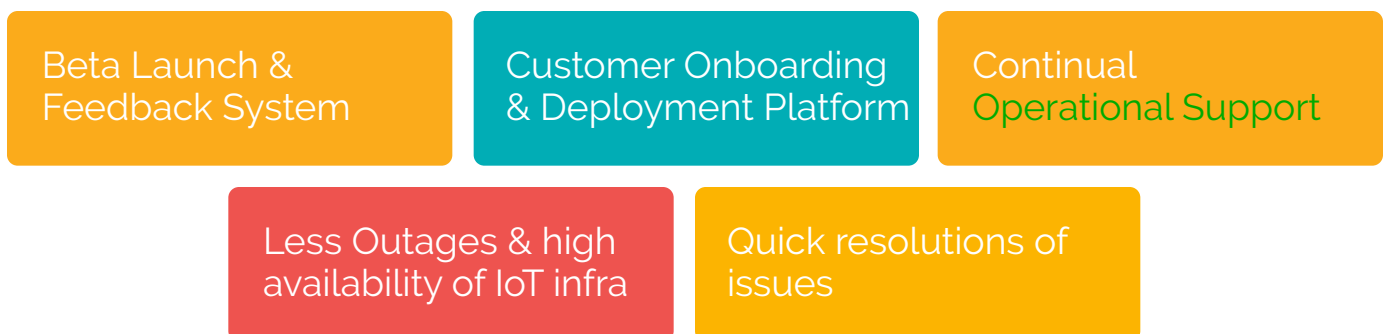 Beta Launch &
Feedback System
Customer Onboarding
& Deployment Platform
Continual
Operational Support
Less Outages & high
availability of IoT infra
Quick resolutions of
issues